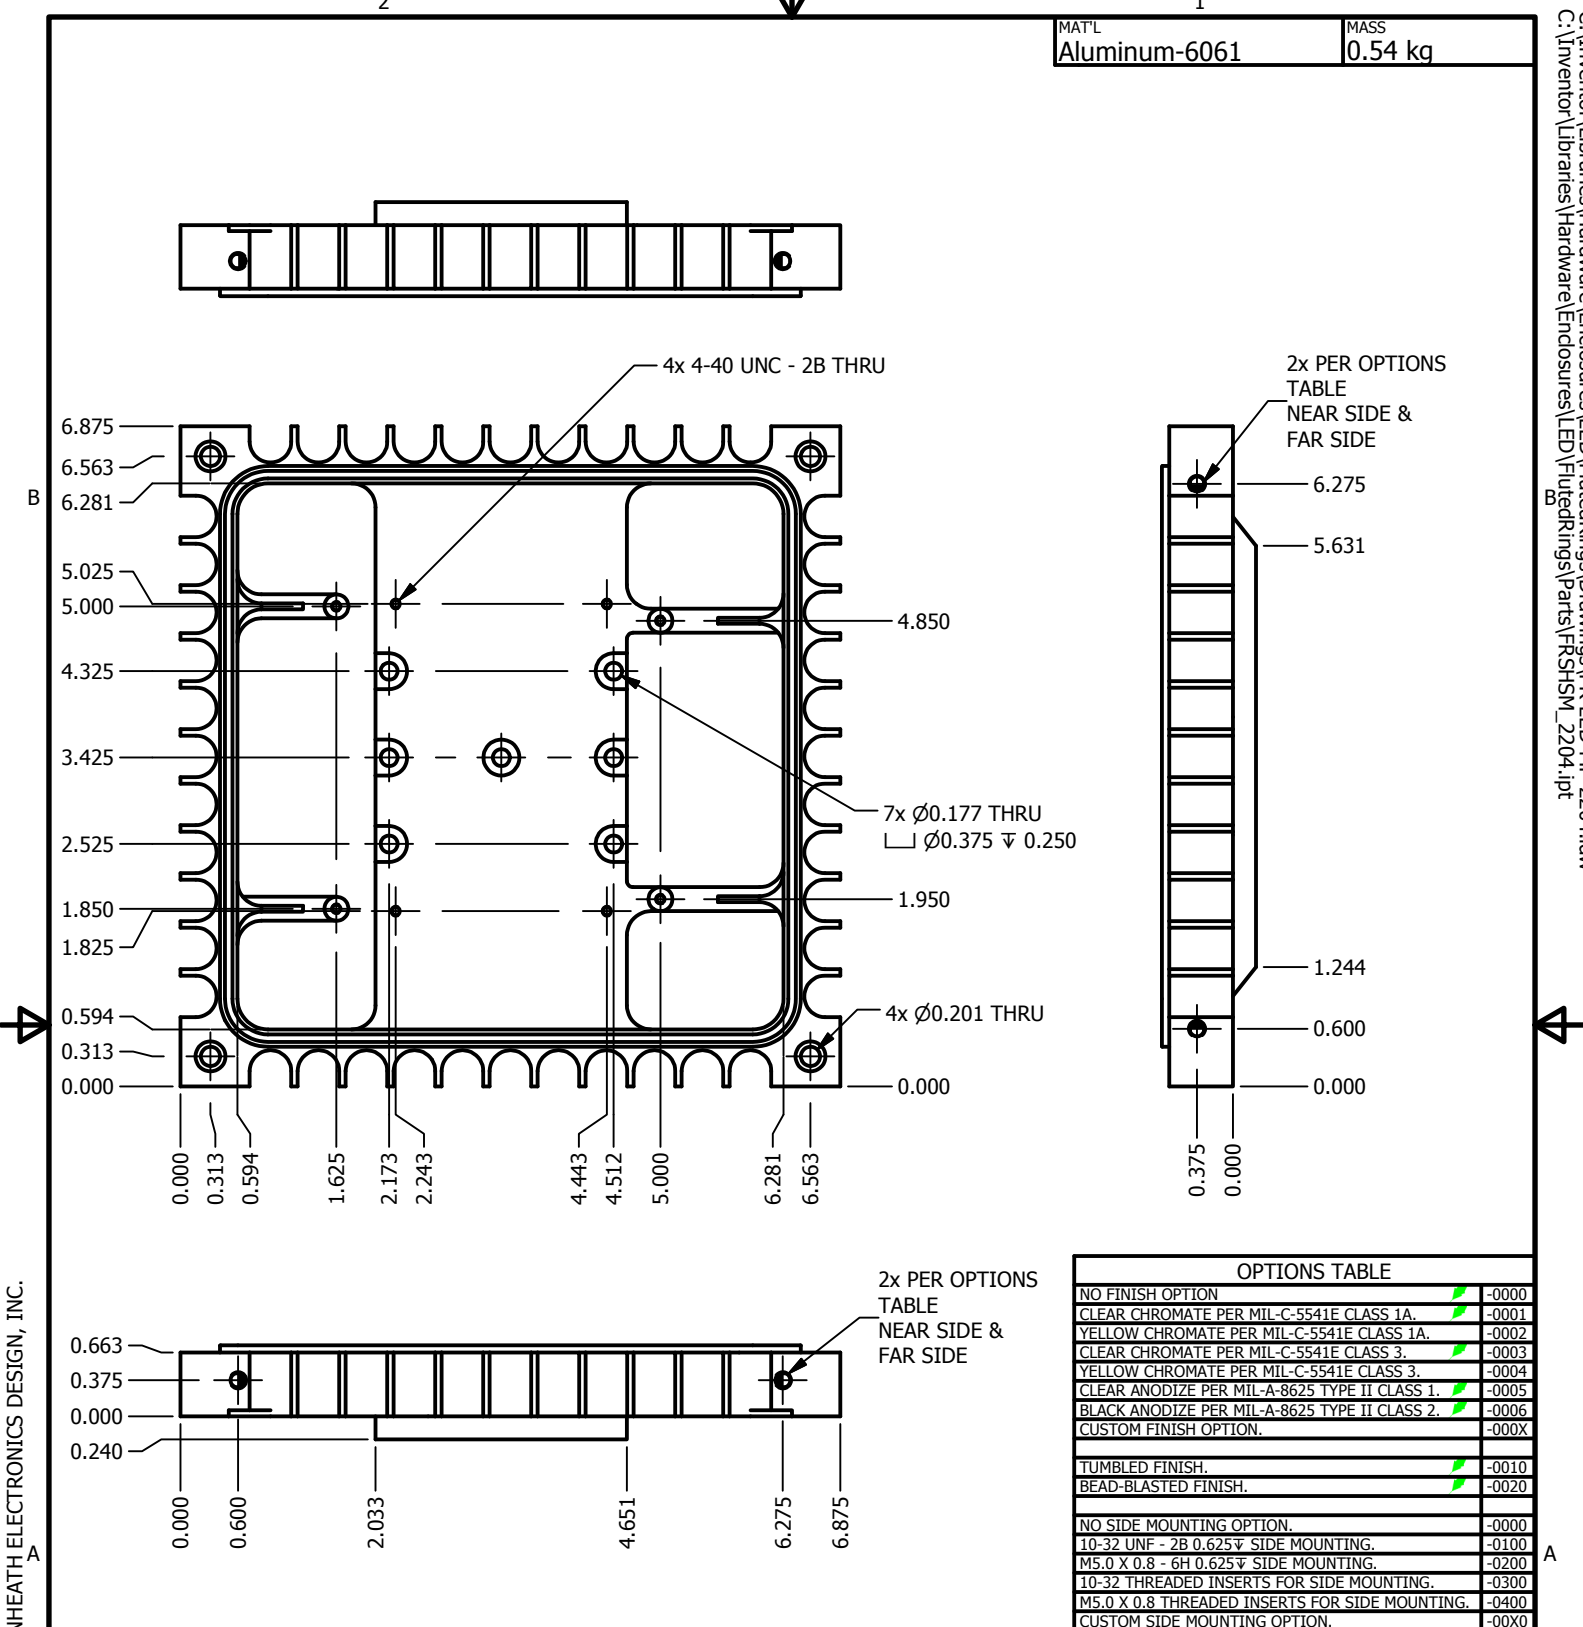 2
1
MAT'L
Aluminum-6061
MASS
0.54 kg
C:\Inventor\Libraries\Hardware\Enclosures\LED\FlutedRings\Parts\FRSHSM_2204.ipt
4x 4-40 UNC - 2B THRU
2x PER OPTIONS
TABLE
NEAR SIDE &
FAR SIDE
6.875
6.563
6.281
B
B
5.025
5.000
4.325
3.425
2.525
1.850
1.825
0.594
0.313
0.000
4.850
7x Ø0.177 THRU
⌴ Ø0.375 ↧ 0.250
1.950
4x Ø0.201 THRU
0.000
6.275
5.631
1.244
0.600
0.000
0.000
0.313
0.594
1.625
2.173
2.243
4.443
4.512
5.000
6.281
6.563
0.375
0.000
2x PER OPTIONS
TABLE
NEAR SIDE &
FAR SIDE
0.663
0.375
0.000
0.240
0.000
0.600
2.033
4.651
6.275
6.875
NHEATH ELECTRONICS DESIGN, INC.
A
A
OPTIONS TABLE
NO FINISH OPTION -0000
CLEAR CHROMATE PER MIL-C-5541E CLASS 1A. -0001
YELLOW CHROMATE PER MIL-C-5541E CLASS 1A. -0002
CLEAR CHROMATE PER MIL-C-5541E CLASS 3. -0003
YELLOW CHROMATE PER MIL-C-5541E CLASS 3. -0004
CLEAR ANODIZE PER MIL-A-8625 TYPE II CLASS 1. -0005
BLACK ANODIZE PER MIL-A-8625 TYPE II CLASS 2. -0006
CUSTOM FINISH OPTION. -000X
TUMBLED FINISH. -0010
BEAD-BLASTED FINISH. -0020
NO SIDE MOUNTING OPTION. -0000
10-32 UNF - 2B 0.625↧ SIDE MOUNTING. -0100
M5.0 X 0.8 - 6H 0.625↧ SIDE MOUNTING. -0200
10-32 THREADED INSERTS FOR SIDE MOUNTING. -0300
M5.0 X 0.8 THREADED INSERTS FOR SIDE MOUNTING. -0400
CUSTOM SIDE MOUNTING OPTION. -00X0